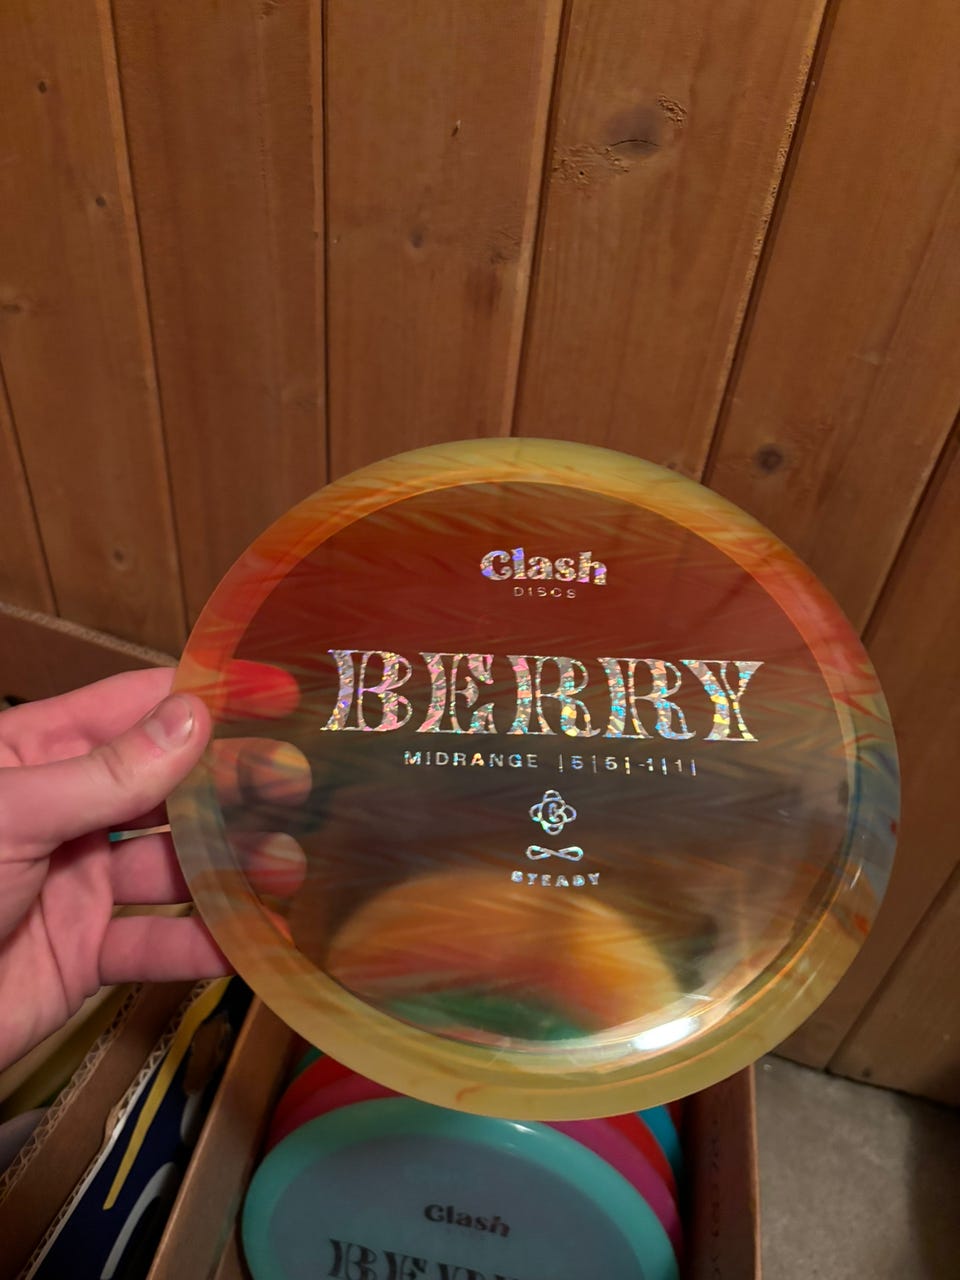 Clash
DISCS
BERRY
MIDRANGE |5|5|-1|1|
STEADY
Clash